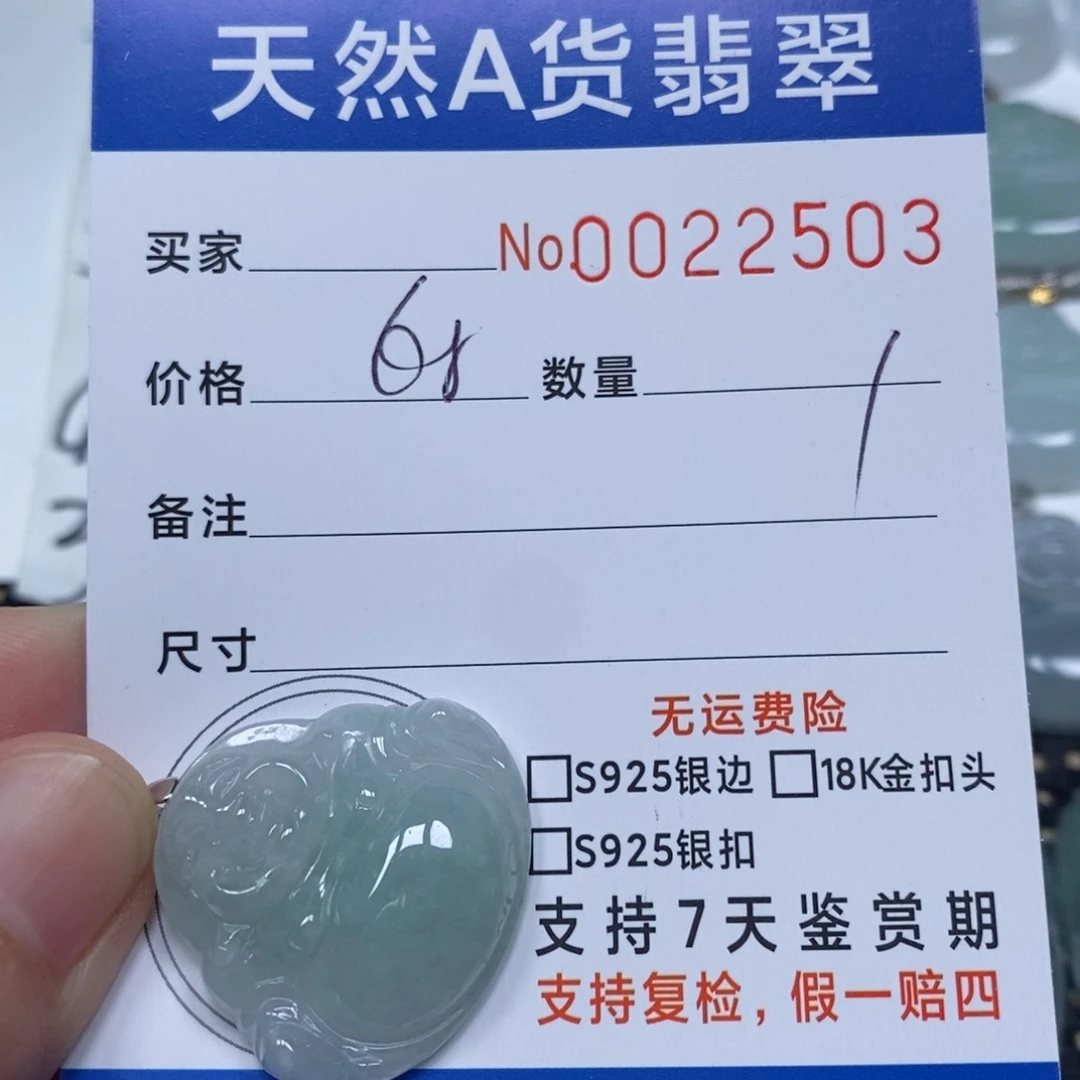 天然A货翡翠
买家 No.0022503
价格 68 数量 1
备注
尺寸
无运费险
□S925银边 □18K金扣头
□S925银扣
支持7天鉴赏期
支持复检，假一赔四